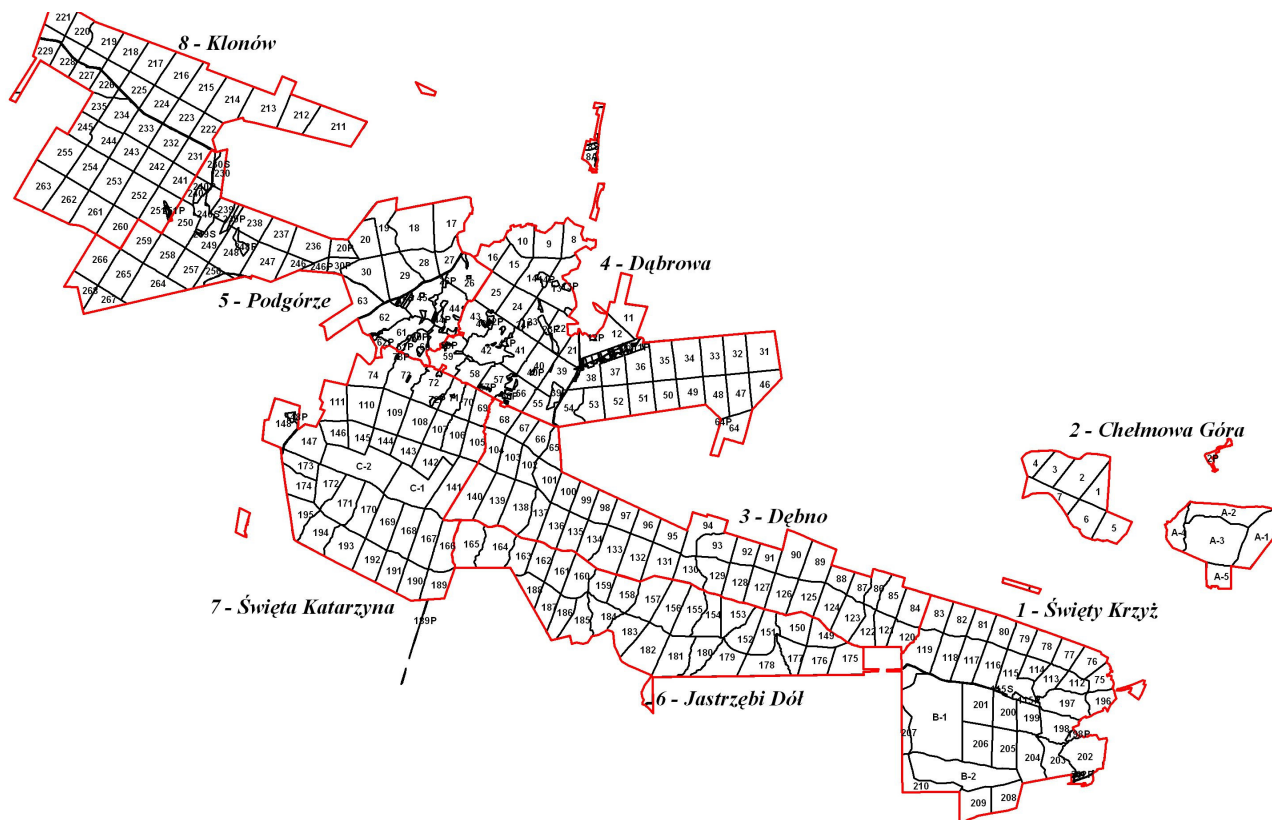 8 - Klonów
221 220 219 218 217 216 215 214 213 212 211
229 228 227 226 225 224 223 222
235 234 233 232 231
245 244 243 242 241
230S
230
255 254 253 252 251 251P 250
263 262 261 260 259 258 257 256
266 265 264
268 267
240
246S
249S
239 238 237 236
249 248 247 246 246P
5 - Podgórze
20P 30P
20 19 18 17
30 29 28 27 26
63 62 61
44 43 42 41 40 39
59 58 57 56 55 54
4 - Dąbrowa
16 15 10 9 8
8A
25 24 22 21
11
12
38 37 36 35 34 33 32 31
53 52 51 50 49 48 47 46
64P 64
2 - Chełmowa Góra
4 3 2 1
7 6 5
2P
A-2
A-4 A-3 A-1
A-5
74 73 72 71 70 69 68 67 66 65
111 110 109 108 107 106 105 104 103 102 101 100 99 98 97 96 95 94
148 147 146 145 144 143 142 141 140 139 138 137 136 135 134 133 132 131 130
C-2
C-1
173 172 171 170 169 168 167 166 165 164 163 162 161 160 159 158 157 156 155 154 153
174
195 194 193 192 191 190 189
7 - Święta Katarzyna
189P
3 - Dębno
93 92 91 90 89 88 87 86 85 84
129 128 127 126 125 124 123 122 121 120
188 187 186 185 184 183 182 181 180 179 178 177 176 175
152 151 150 149
6 - Jastrzębi Dół
1 - Święty Krzyż
83 82 81 80 79 78 77 76 75
119 118 117 116 115 114 113 112
115S
197 196
201 200 199 198
198P
B-1
207
206 205 204 203 202
B-2
210
209 208